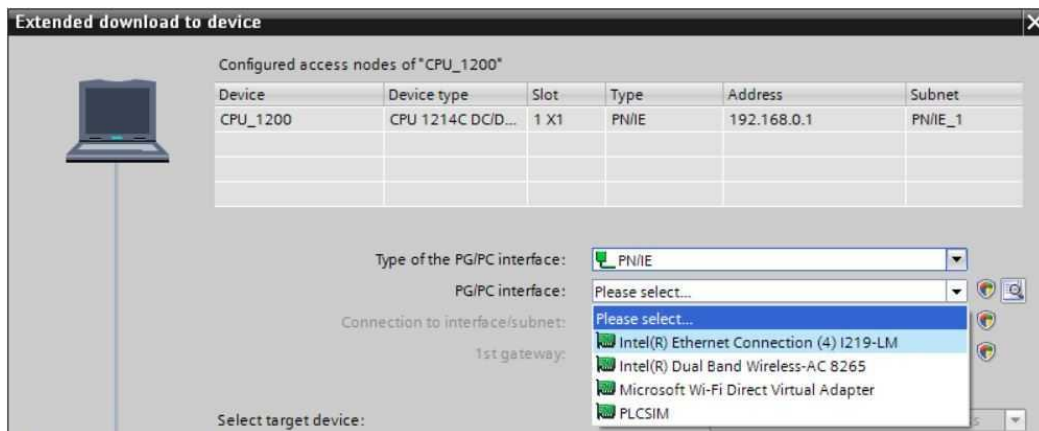 Extended download to device
Configured access nodes of "CPU_1200"
Device Device type Slot Type Address Subnet
CPU_1200 CPU 1214C DC/D... 1 X1 PN/IE 192.168.0.1 PN/IE_1
Type of the PG/PC interface: PN/IE
PG/PC interface: Please select...
Connection to interface/subnet: Please select...
1st gateway: Intel(R) Ethernet Connection (4) I219-LM
Intel(R) Dual Band Wireless-AC 8265
Microsoft Wi-Fi Direct Virtual Adapter
PLCSIM
Select target device: